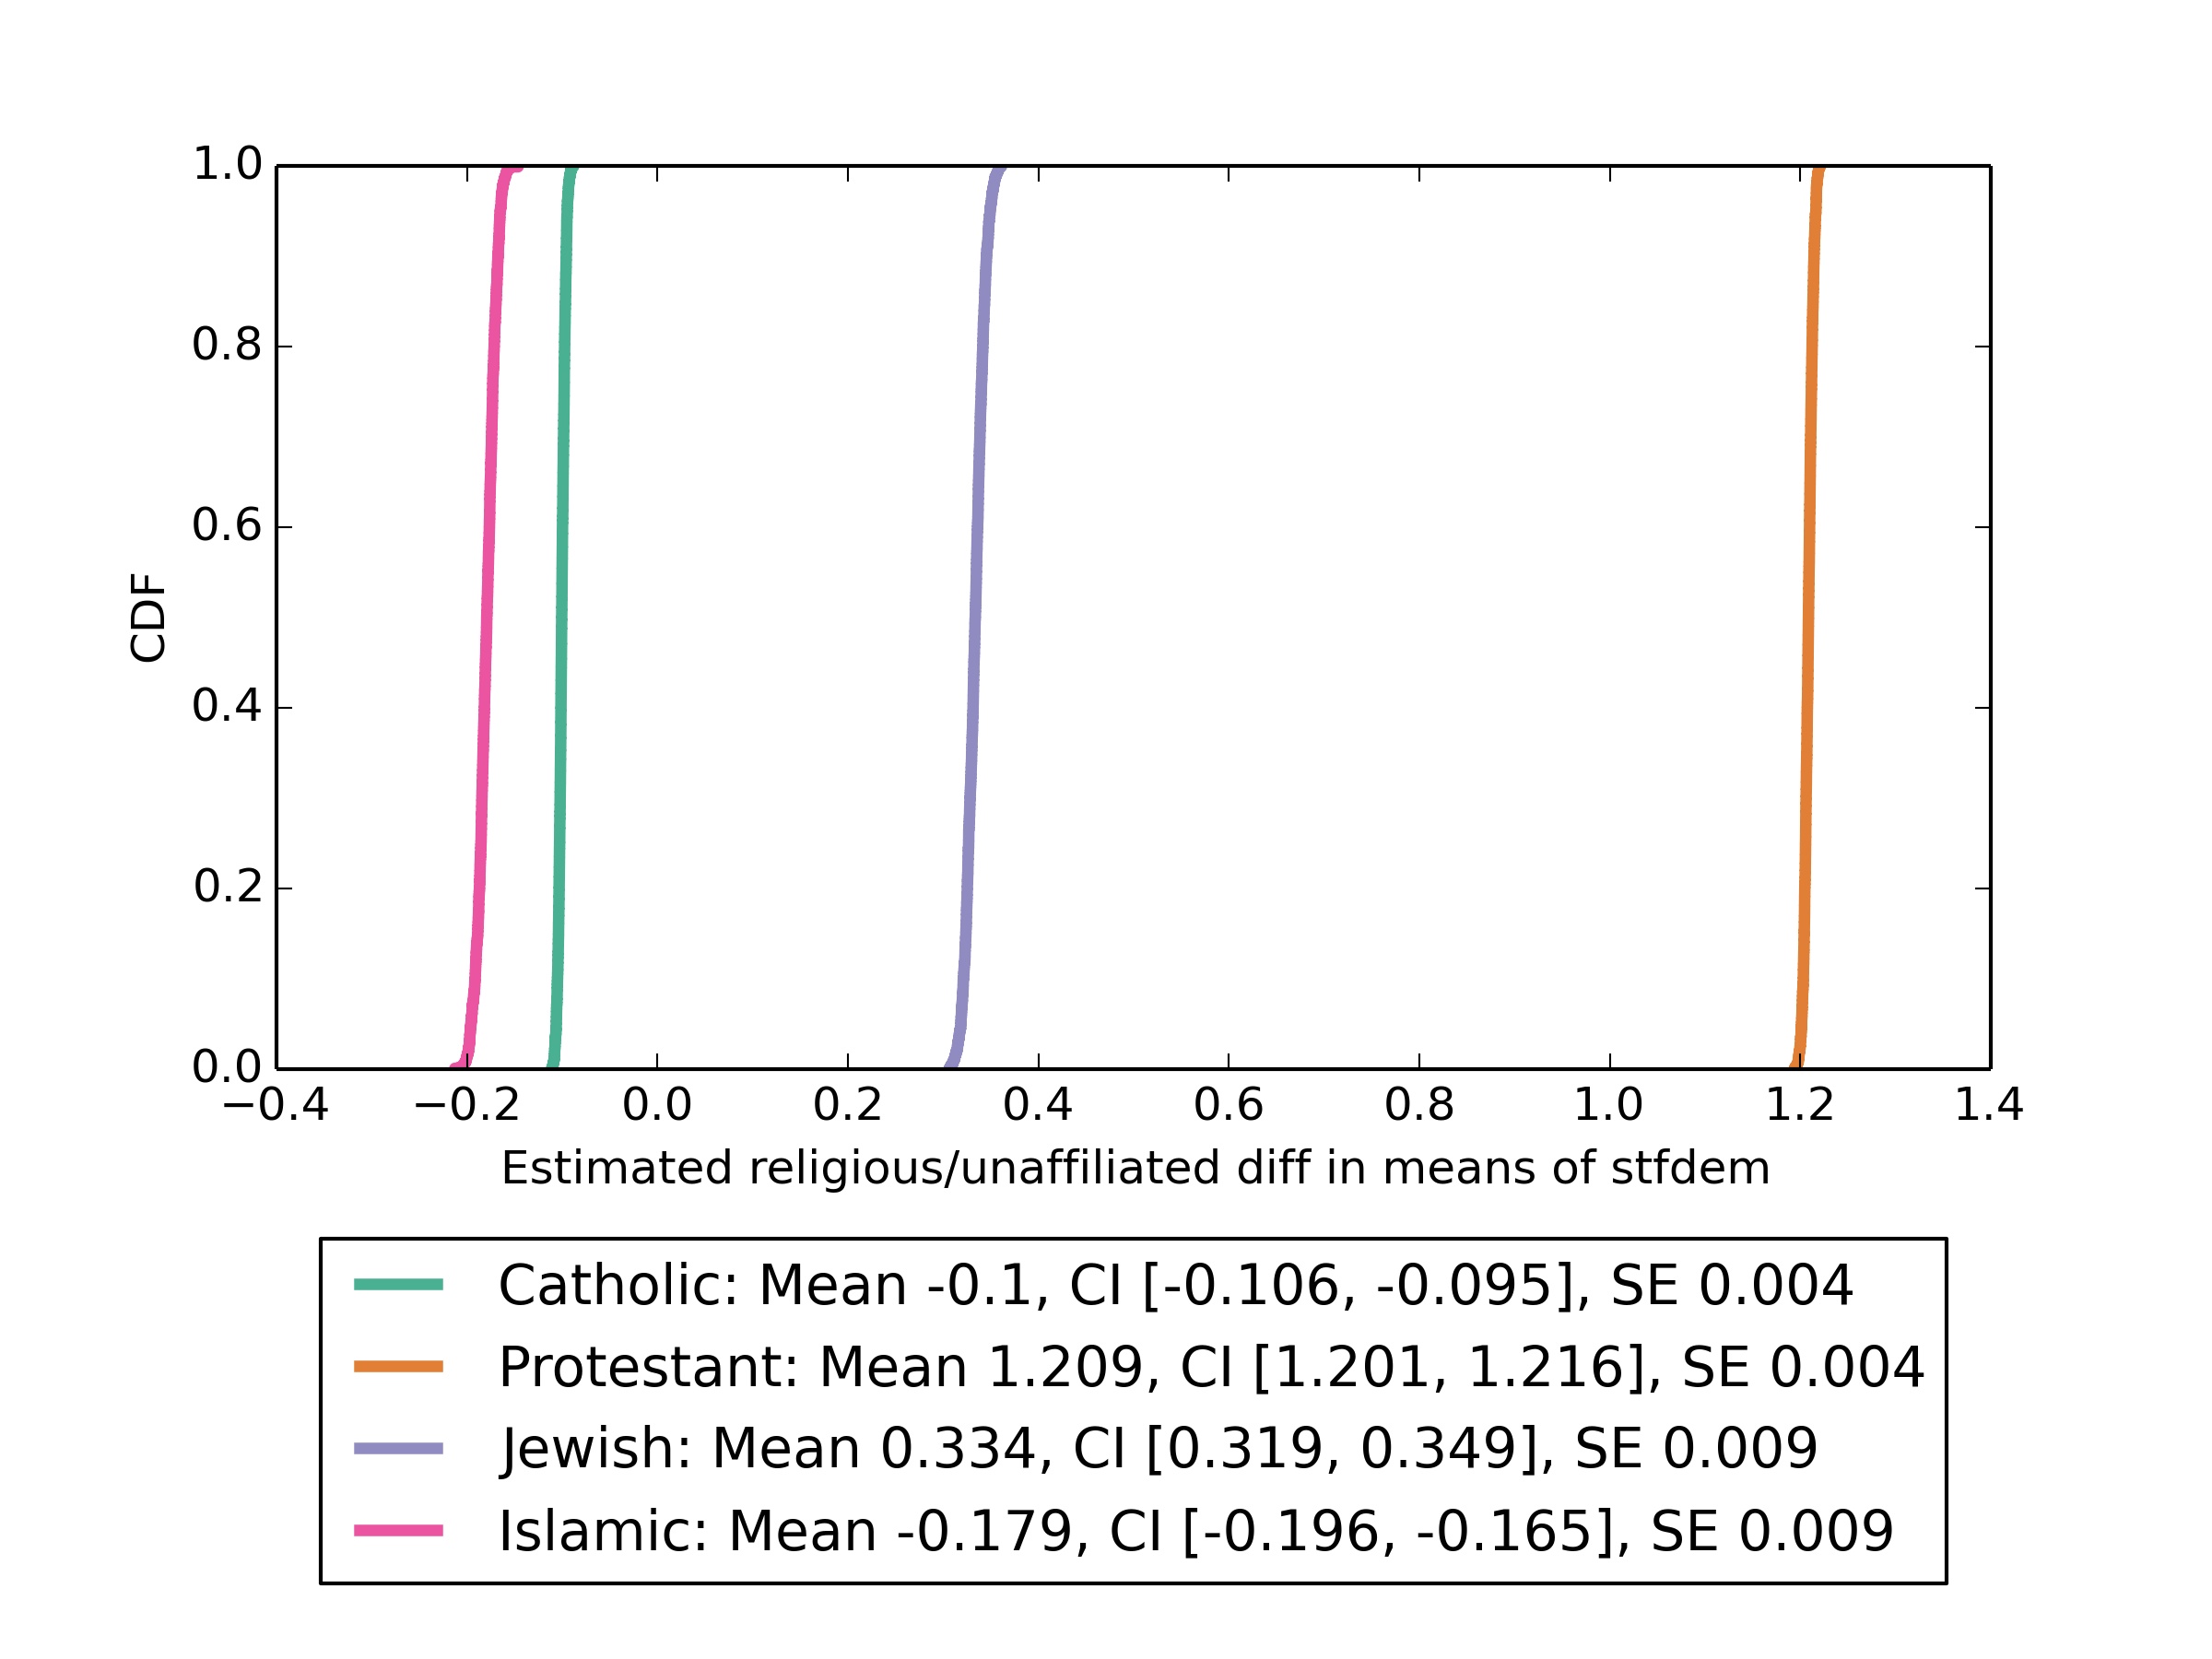 1.0
0.8
0.6
0.4
0.2
0.0
CDF
−0.4 −0.2 0.0 0.2 0.4 0.6 0.8 1.0 1.2 1.4
Estimated religious/unaffiliated diff in means of stfdem
Catholic: Mean -0.1, CI [-0.106, -0.095], SE 0.004
Protestant: Mean 1.209, CI [1.201, 1.216], SE 0.004
Jewish: Mean 0.334, CI [0.319, 0.349], SE 0.009
Islamic: Mean -0.179, CI [-0.196, -0.165], SE 0.009